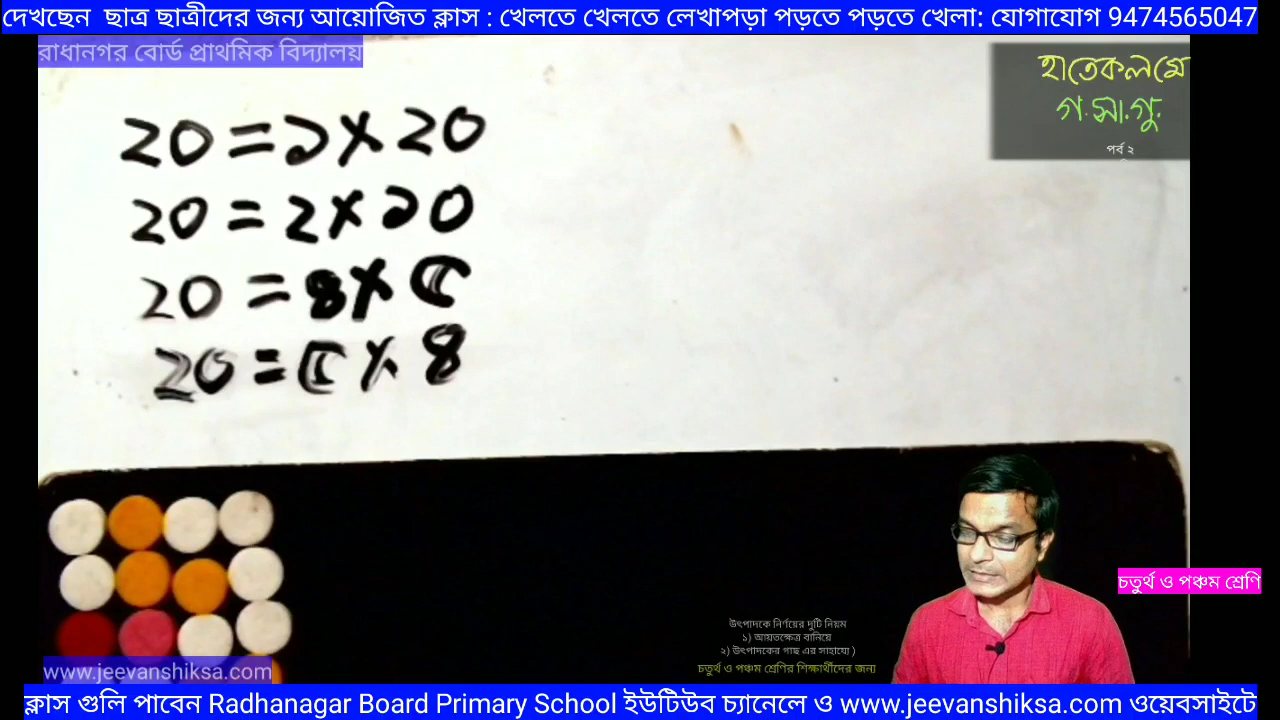 দেখছেন ছাত্র ছাত্রীদের জন্য আয়োজিত ক্লাস : খেলতে খেলতে লেখাপড়া পড়তে পড়তে খেলা: যোগাযোগ 9474565047
রাধানগর বোর্ড প্রাথমিক বিদ্যালয়
হাতেকলমে
গ.সা.গু.
পর্ব ২
২০ = ১ × ২০
২০ = ২ × ১০
২০ = ৪ × ৫
২০ = ৫ × ৪
চতুর্থ ও পঞ্চম শ্রেণি
উৎপাদকে নির্ণয়ের দুটি নিয়ম
১) আয়তক্ষেত্র বানিয়ে
২) উৎপাদকের গাছ এর সাহায্যে )
চতুর্থ ও পঞ্চম শ্রেণির শিক্ষার্থীদের জন্য
www.jeevanshiksa.com
ক্লাস গুলি পাবেন Radhanagar Board Primary School ইউটিউব চ্যানেলে ও www.jeevanshiksa.com ওয়েবসাইটে